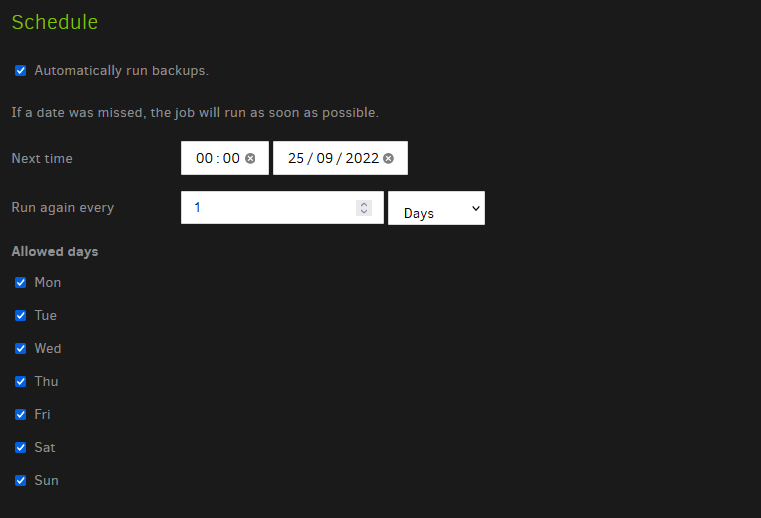 Schedule
Automatically run backups.
If a date was missed, the job will run as soon as possible.
Next time 00:00 25/09/2022
Run again every 1 Days
Allowed days
Mon
Tue
Wed
Thu
Fri
Sat
Sun